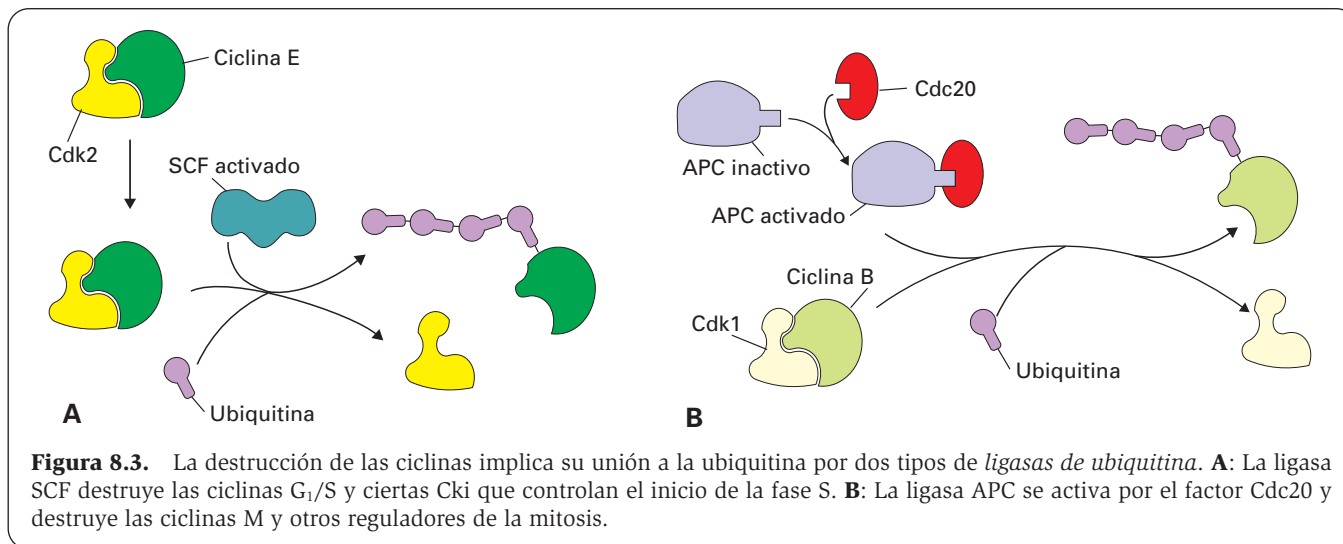 Ciclina E
Cdk2
SCF activado
Ubiquitina
A
Cdc20
APC inactivo
APC activado
Ciclina B
Cdk1
Ubiquitina
B
Figura 8.3. La destrucción de las ciclinas implica su unión a la ubiquitina por dos tipos de ligasas de ubiquitina. A: La ligasa
SCF destruye las ciclinas G₁/S y ciertas Cki que controlan el inicio de la fase S. B: La ligasa APC se activa por el factor Cdc20 y
destruye las ciclinas M y otros reguladores de la mitosis.